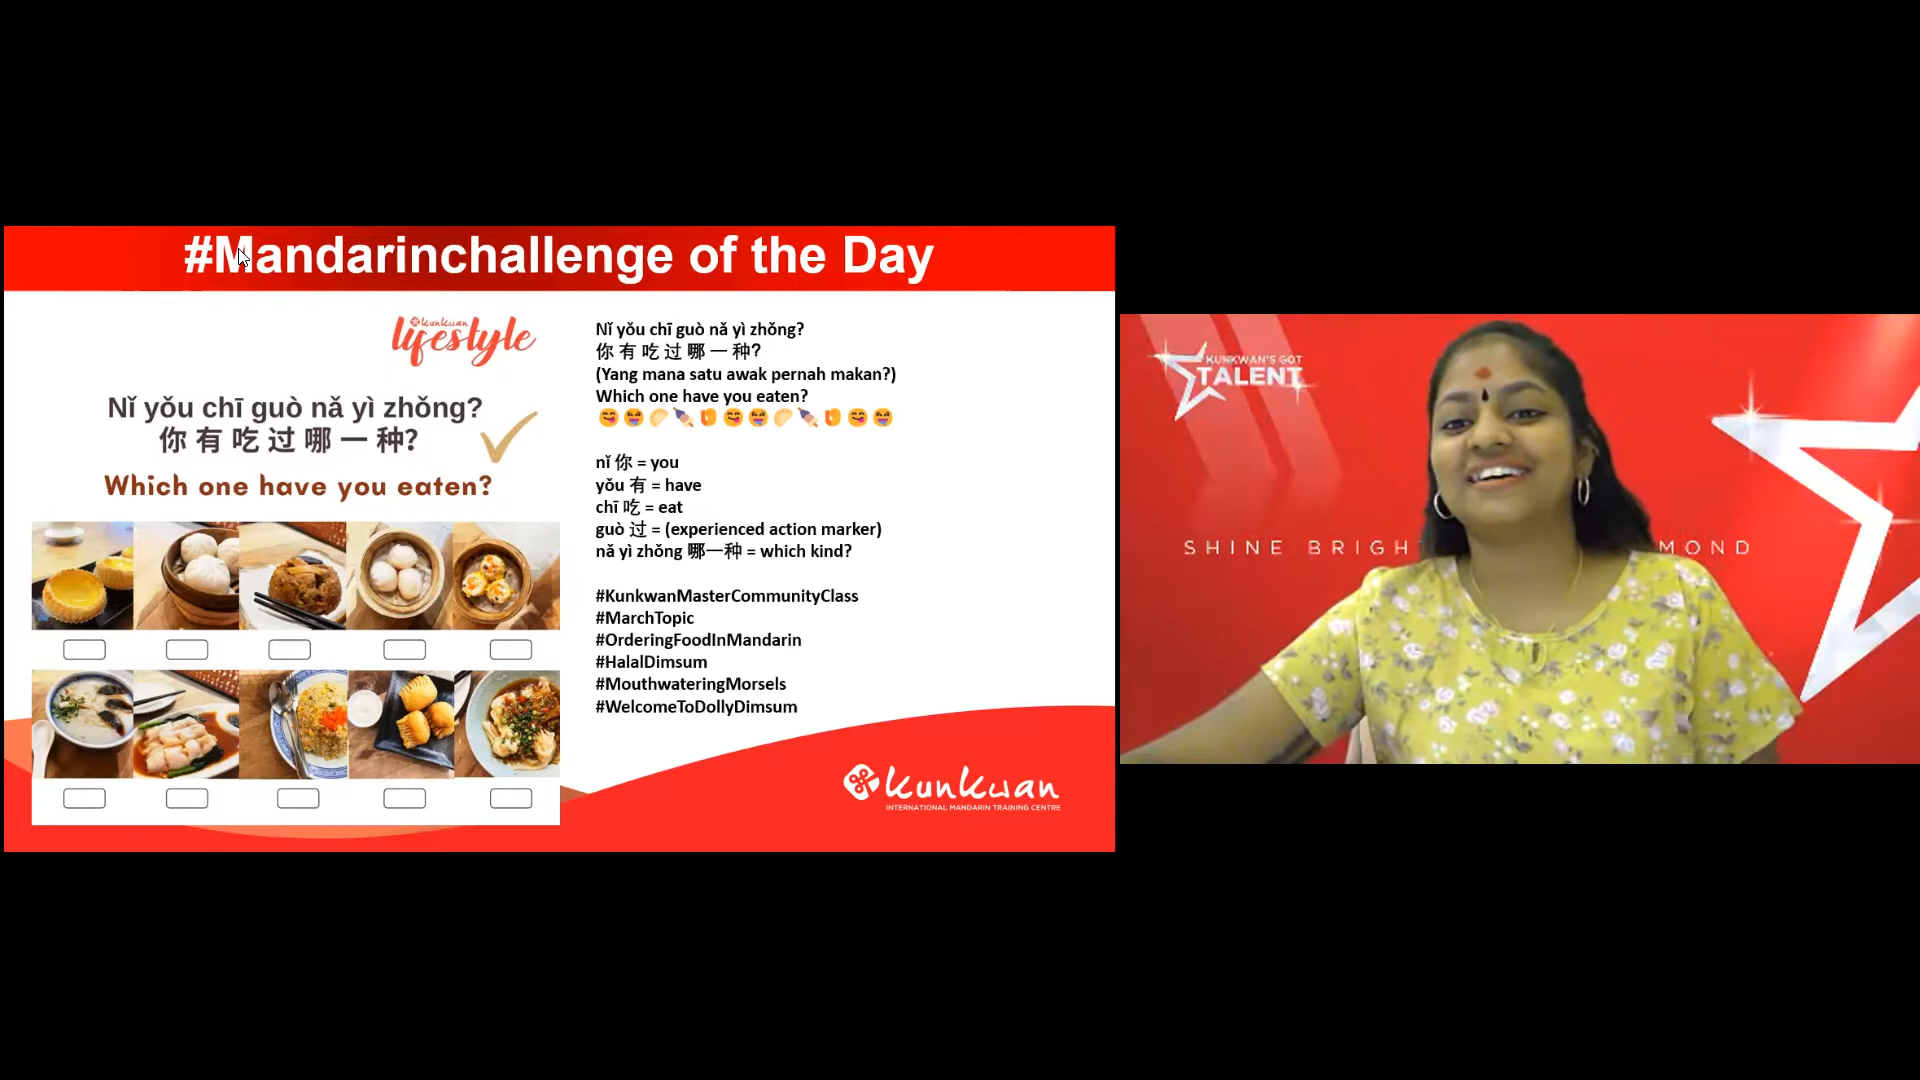 #Mandarinchallenge of the Day
kunkwan
lifestyle
Nǐ yǒu chī guò nǎ yì zhǒng?
你 有 吃 过 哪 一 种?
Which one have you eaten?
Nǐ yǒu chī guò nǎ yì zhǒng?
你 有 吃 过 哪 一 种?
(Yang mana satu awak pernah makan?)
Which one have you eaten?
😋😝🥟🍡🥠😋😝🥟🍡🥠😋😝
nǐ 你 = you
yǒu 有 = have
chī 吃 = eat
guò 过 = (experienced action marker)
nǎ yì zhǒng 哪一种 = which kind?
#KunkwanMasterCommunityClass
#MarchTopic
#OrderingFoodInMandarin
#HalalDimsum
#MouthwateringMorsels
#WelcomeToDollyDimsum
kunkwan
INTERNATIONAL MANDARIN TRAINING CENTRE
KUNKWAN'S GOT
TALENT
SHINE BRIGHT MOND